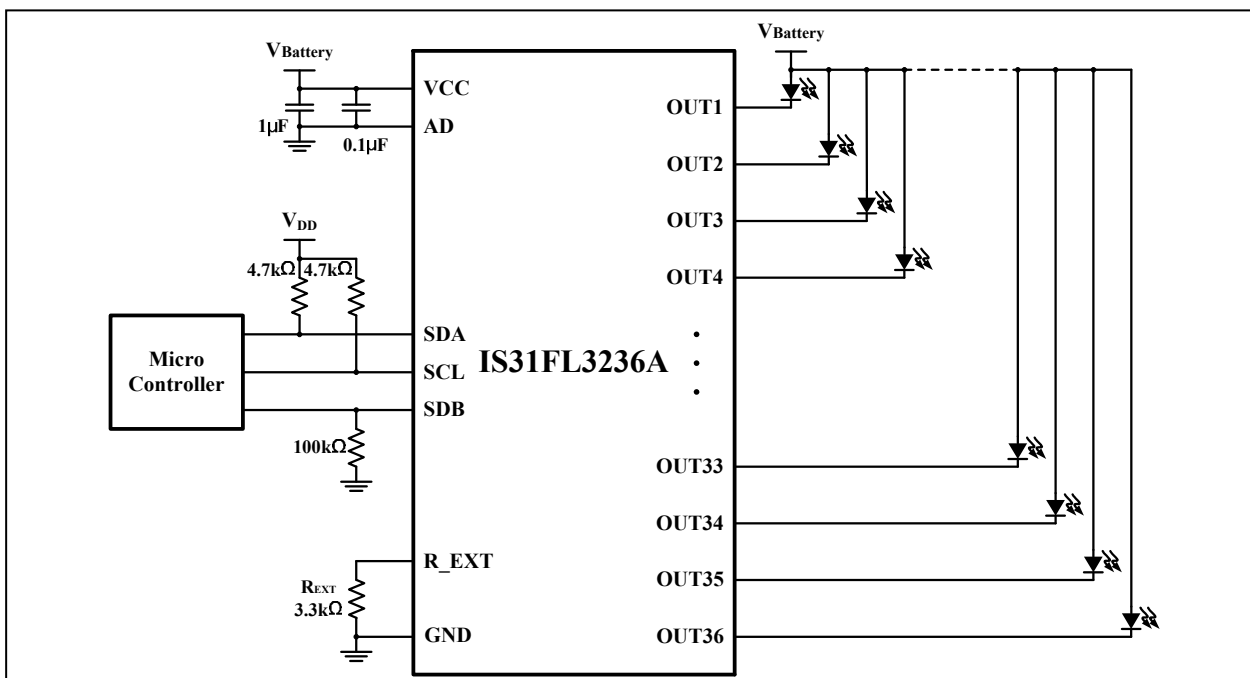 VBattery
VCC
1μF
AD
0.1μF
VDD
4.7kΩ 4.7kΩ
Micro
Controller
SDA
SCL
SDB
100kΩ
R_EXT
REXT
3.3kΩ
GND
IS31FL3236A
VBattery
OUT1
OUT2
OUT3
OUT4
OUT33
OUT34
OUT35
OUT36